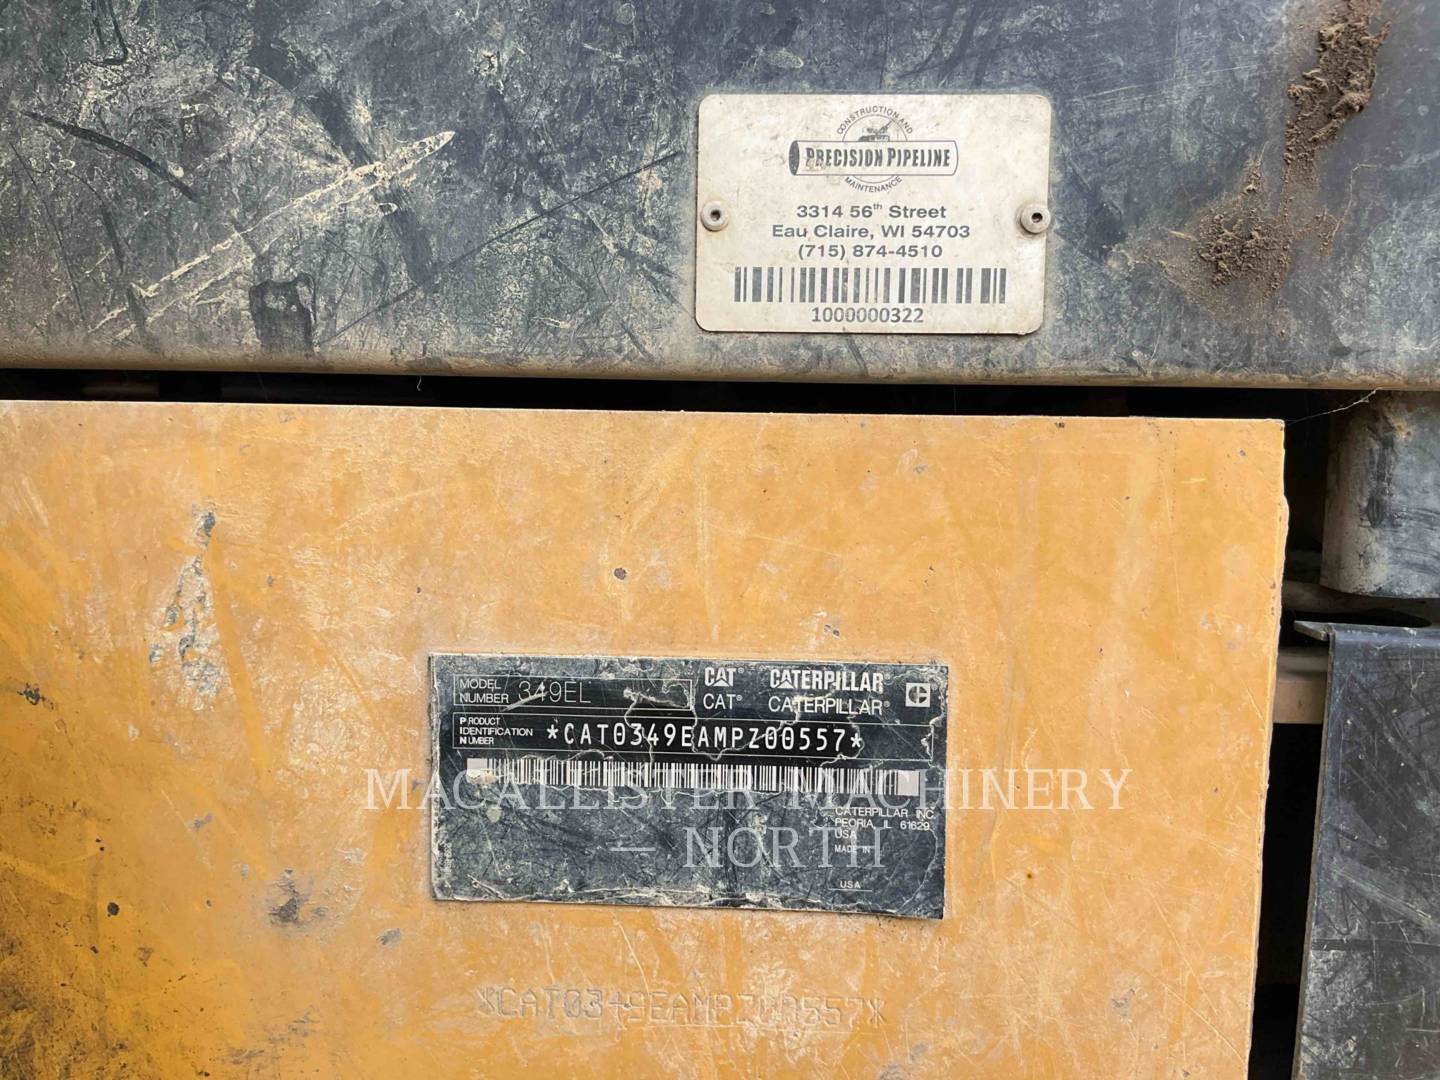 CONSTRUCTION AND
PRECISION PIPELINE
MAINTENANCE
3314 56th Street
Eau Claire, WI 54703
(715) 874-4510
1000000322
MODEL NUMBER 349EL
CAT CATERPILLAR
CAT® CATERPILLAR®
PRODUCT IDENTIFICATION NUMBER *CAT0349EAMPZ00557*
MACALLISTER MACHINERY
— NORTH
CATERPILLAR INC.
PEORIA, IL 61629,
USA
MADE IN
USA
*CAT0349EAMPZ00557*